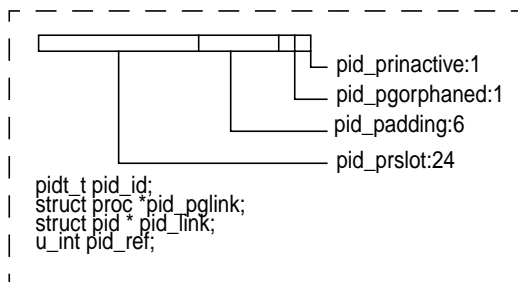 pid_prinactive:1
pid_pgorphaned:1
pid_padding:6
pid_prslot:24
pidt_t pid_id;
struct proc *pid_pglink;
struct pid * pid_link;
u_int pid_ref;